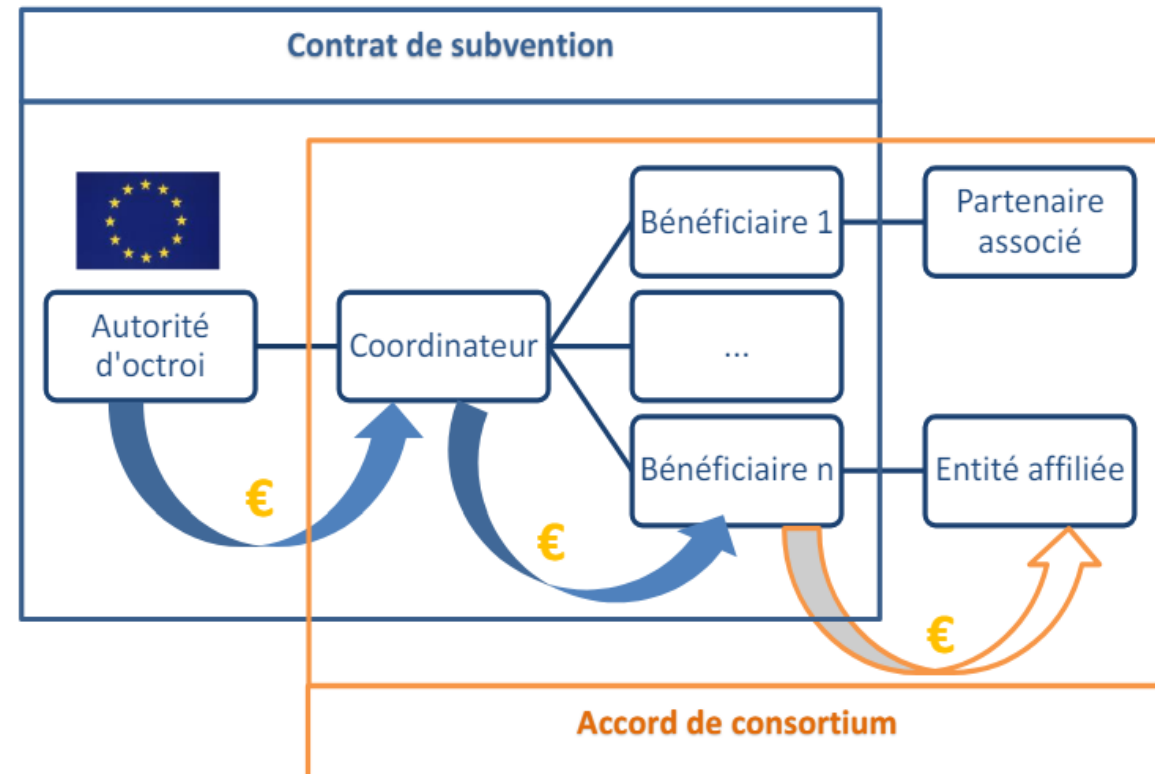 Contrat de subvention
Bénéficiaire 1
Partenaire
associé
Autorité
d'octroi
Coordinateur
...
Bénéficiaire n
Entité affiliée
€
€
€
Accord de consortium